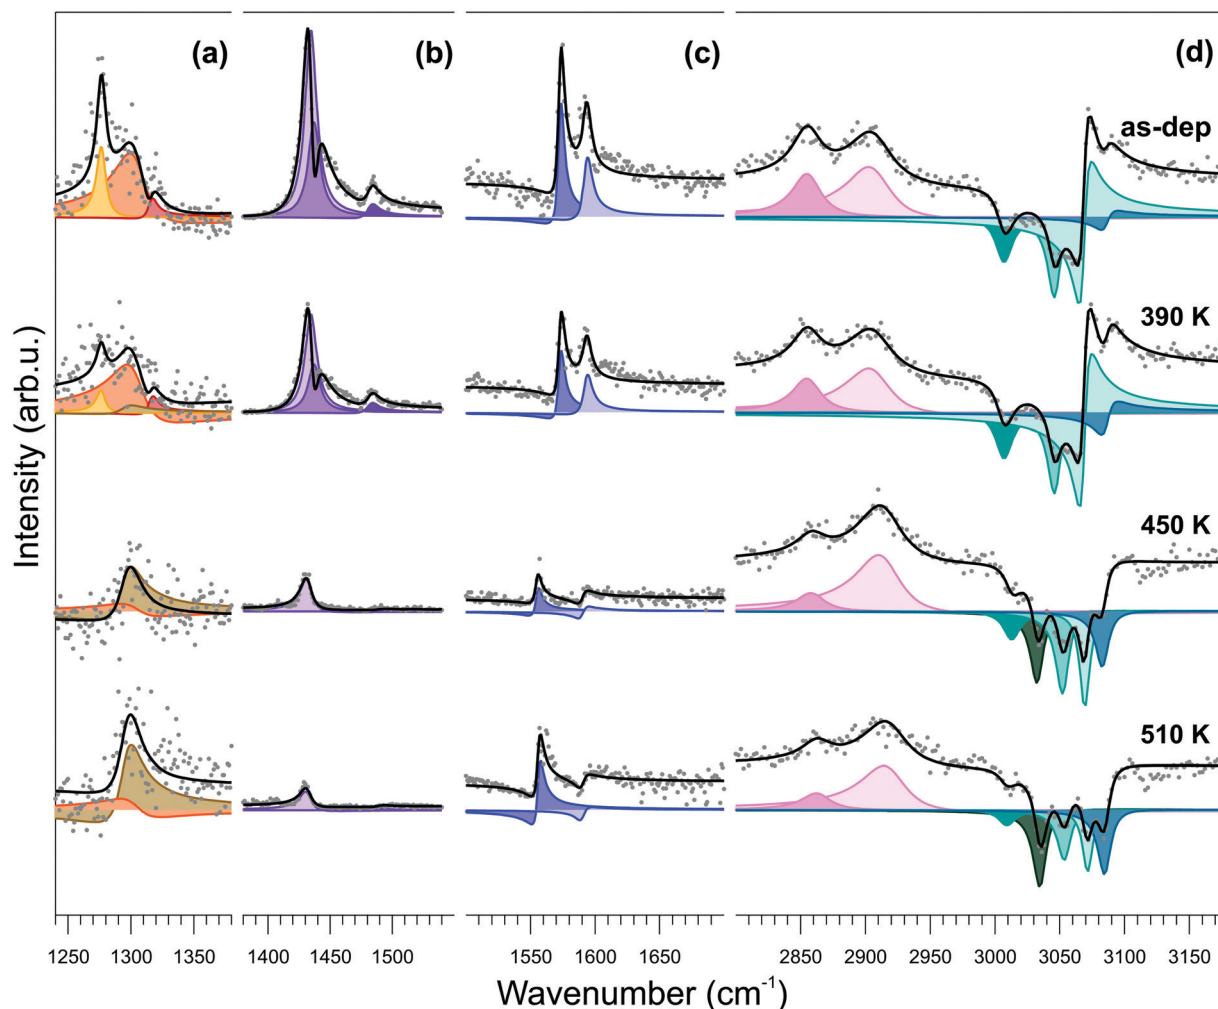 (a)
(b)
(c)
(d)
as-dep
390 K
450 K
510 K
Intensity (arb.u.)
1250 1300 1350 1400 1450 1500 1550 1600 1650 2850 2900 2950 3000 3050 3100 3150
Wavenumber (cm⁻¹)